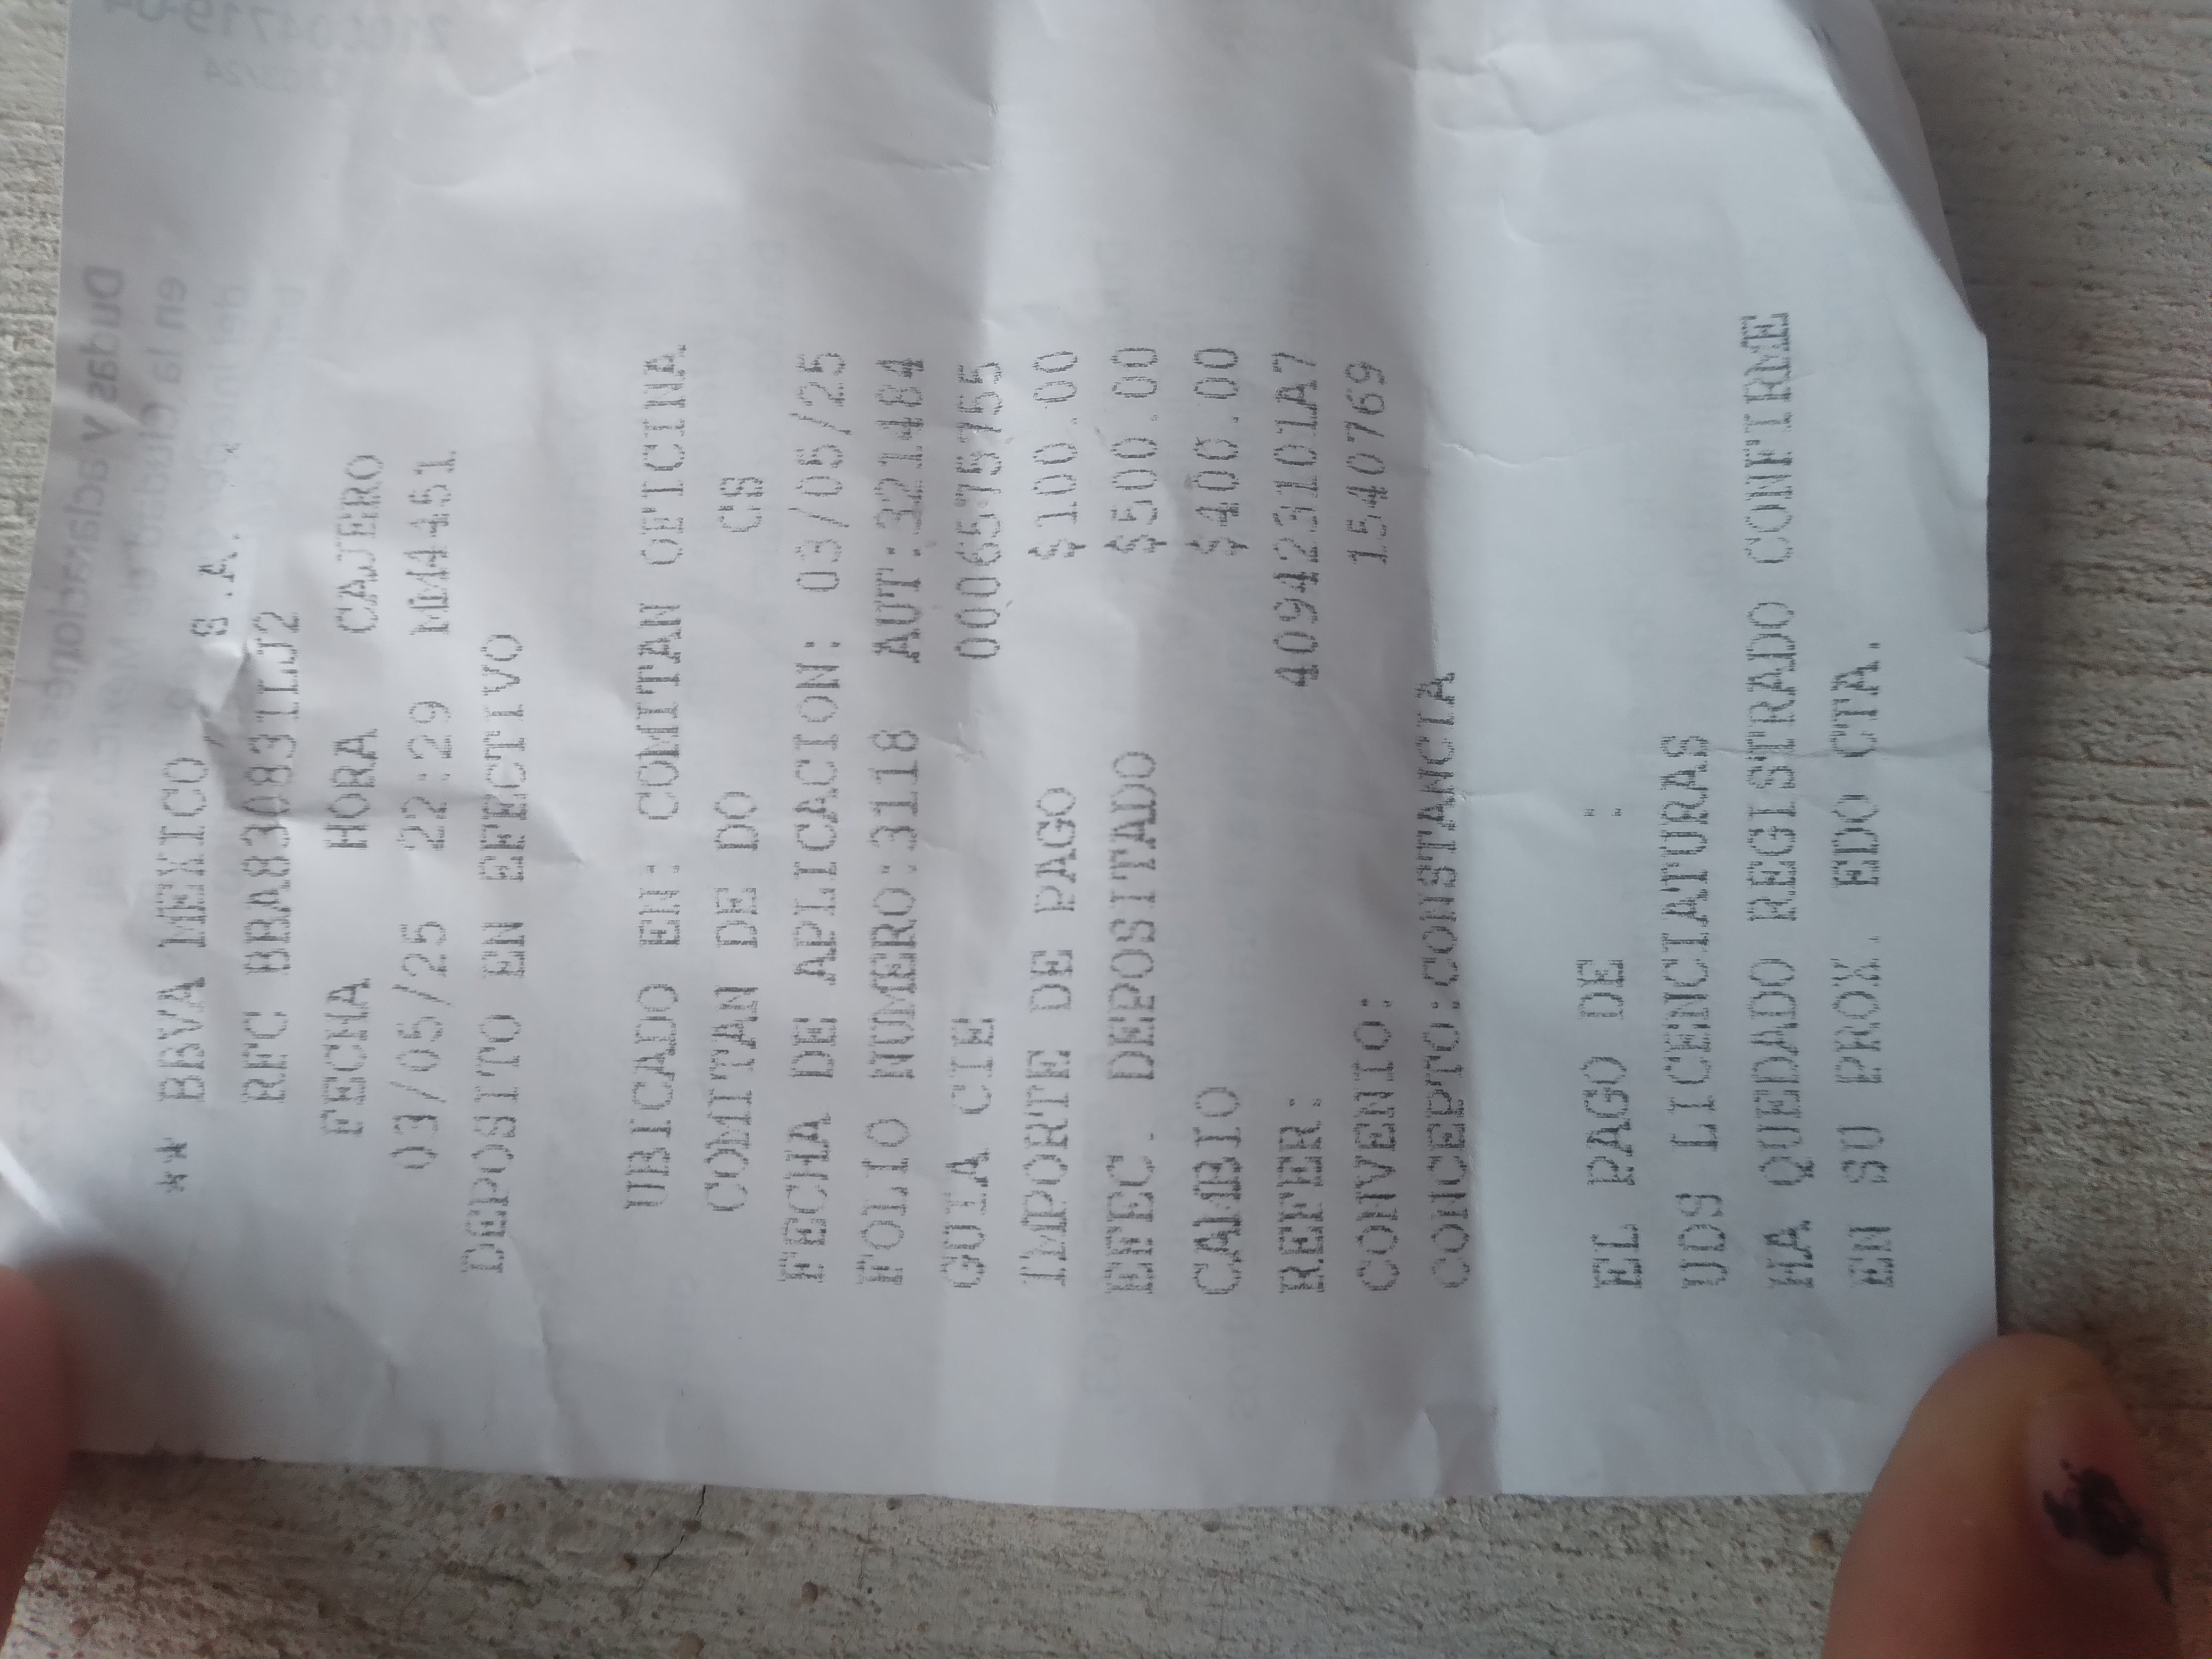 ** BBVA MEXICO, S.A.
RFC BBA830831LJ2
FECHA HORA CAJERO
03/05/25 22:29 MM4451
DEPOSITO EN EFECTIVO
UBICADO EN: COMITAN OFICINA
COMITAN DE DO CS
FECHA DE APLICACION: 03/05/25
FOLIO NUMERO:3118 AUT:321484
GUIA CIE 0006575755
IMPORTE DE PAGO $100.00
EFEC. DEPOSITADO $500.00
CAMBIO $400.00
REFER: 409423101A7
CONVENIO: 1540769
CONCEPTO:CONSTANCIA
EL PAGO DE :
UDS LICENCIATURAS
HA QUEDADO REGISTRADO CONFIRME
EN SU PROX. EDO CTA.